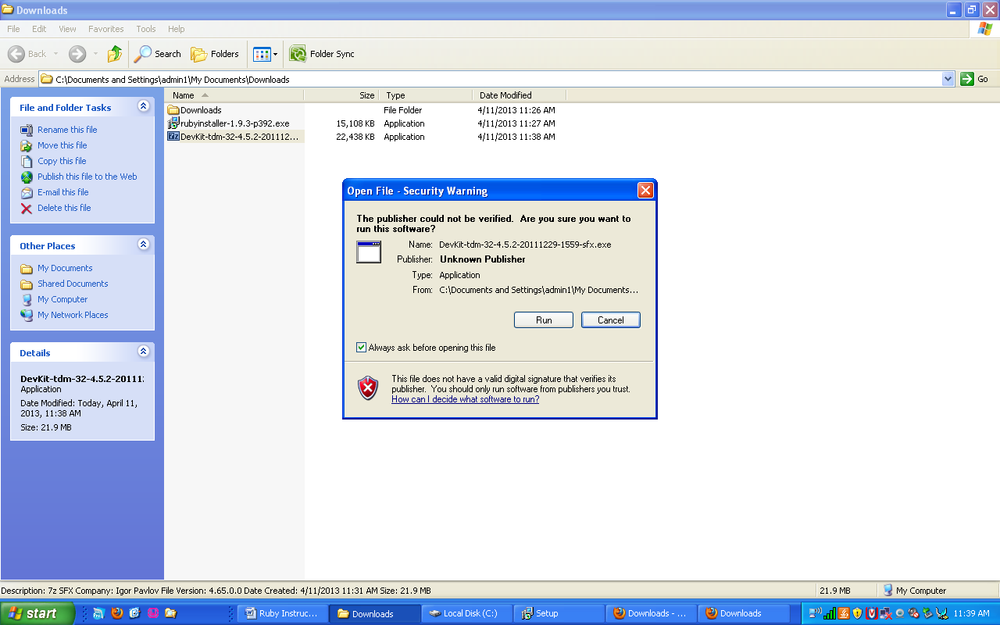 Downloads
File Edit View Favorites Tools Help
Back Search Folders Folder Sync
Address C:\Documents and Settings\admin1\My Documents\Downloads Go
File and Folder Tasks
Rename this file
Move this file
Copy this file
Publish this file to the Web
E-mail this file
Delete this file
Other Places
My Documents
Shared Documents
My Computer
My Network Places
Details
DevKit-tdm-32-4.5.2-20111
Application
Date Modified: Today, April 11,
2013, 11:38 AM
Size: 21.9 MB
Name Size Type Date Modified
Downloads File Folder 4/11/2013 11:26 AM
rubyinstaller-1.9.3-p392.exe 15,108 KB Application 4/11/2013 11:27 AM
DevKit-tdm-32-4.5.2-201112... 22,438 KB Application 4/11/2013 11:38 AM
Open File - Security Warning
The publisher could not be verified. Are you sure you want to
run this software?
Name: DevKit-tdm-32-4.5.2-20111229-1559-sfx.exe
Publisher: Unknown Publisher
Type: Application
From: C:\Documents and Settings\admin1\My Documents...
Run Cancel
Always ask before opening this file
This file does not have a valid digital signature that verifies its
publisher. You should only run software from publishers you trust.
How can I decide what software to run?
Description: 7z SFX Company: Igor Pavlov File Version: 4.65.0.0 Date Created: 4/11/2013 11:31 AM Size: 21.9 MB 21.9 MB My Computer
start Ruby Instruc... Downloads Local Disk (C:) Setup Downloads - ... Downloads 11:39 AM